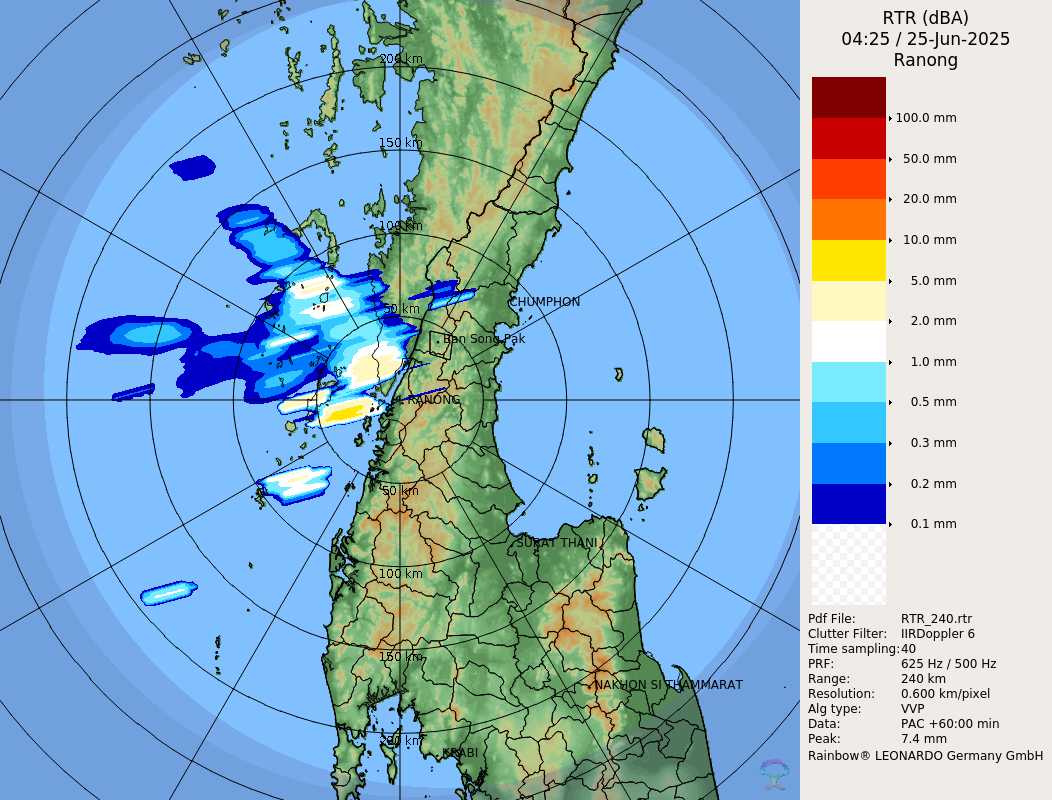 RTR (dBA)
04:25 / 25-Jun-2025
Ranong
100.0 mm
50.0 mm
20.0 mm
10.0 mm
5.0 mm
2.0 mm
1.0 mm
0.5 mm
0.3 mm
0.2 mm
0.1 mm
Pdf File: RTR_240.rtr
Clutter Filter: IIRDoppler 6
Time sampling:40
PRF: 625 Hz / 500 Hz
Range: 240 km
Resolution: 0.600 km/pixel
Alg type: VVP
Data: PAC +60:00 min
Peak: 7.4 mm
Rainbow® LEONARDO Germany GmbH
200 km
150 km
100 km
CHUMPHON
50 km
Ban Song Pak
RANONG
50 km
SURAT THANI
100 km
150 km
NAKHON SI THAMMARAT
200 km
KRABI